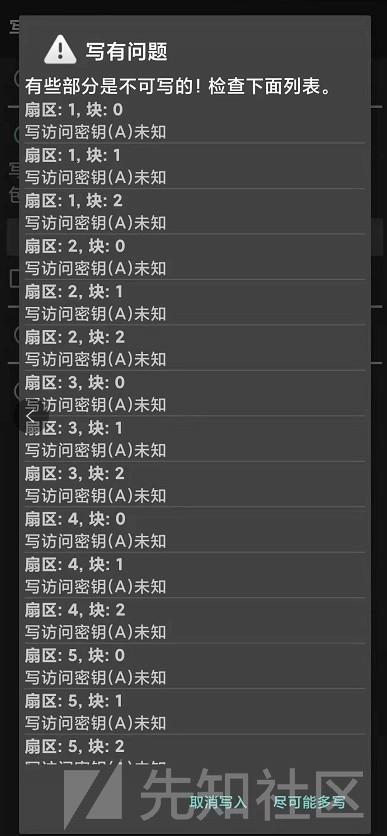 写有问题
有些部分是不可写的! 检查下面列表。
扇区: 1, 块: 0
写访问密钥(A)未知
扇区: 1, 块: 1
写访问密钥(A)未知
扇区: 1, 块: 2
写访问密钥(A)未知
扇区: 2, 块: 0
写访问密钥(A)未知
扇区: 2, 块: 1
写访问密钥(A)未知
扇区: 2, 块: 2
写访问密钥(A)未知
扇区: 3, 块: 0
写访问密钥(A)未知
扇区: 3, 块: 1
写访问密钥(A)未知
扇区: 3, 块: 2
写访问密钥(A)未知
扇区: 4, 块: 0
写访问密钥(A)未知
扇区: 4, 块: 1
写访问密钥(A)未知
扇区: 4, 块: 2
写访问密钥(A)未知
扇区: 5, 块: 0
写访问密钥(A)未知
扇区: 5, 块: 1
写访问密钥(A)未知
扇区: 5, 块: 2
取消写入 尽可能多写
先知社区